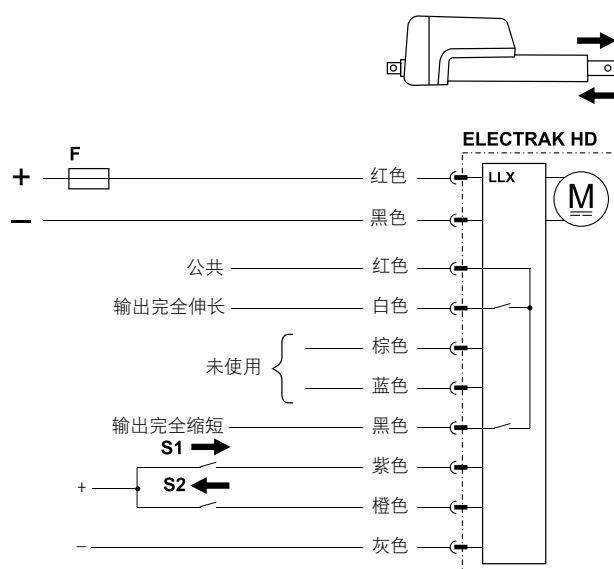 ELECTRAK HD
F
+ 红色 LLX
M
− 黑色
公共 红色
输出完全伸长 白色
棕色
未使用
蓝色
输出完全缩短 黑色
S1
紫色
S2
+
橙色
− 灰色